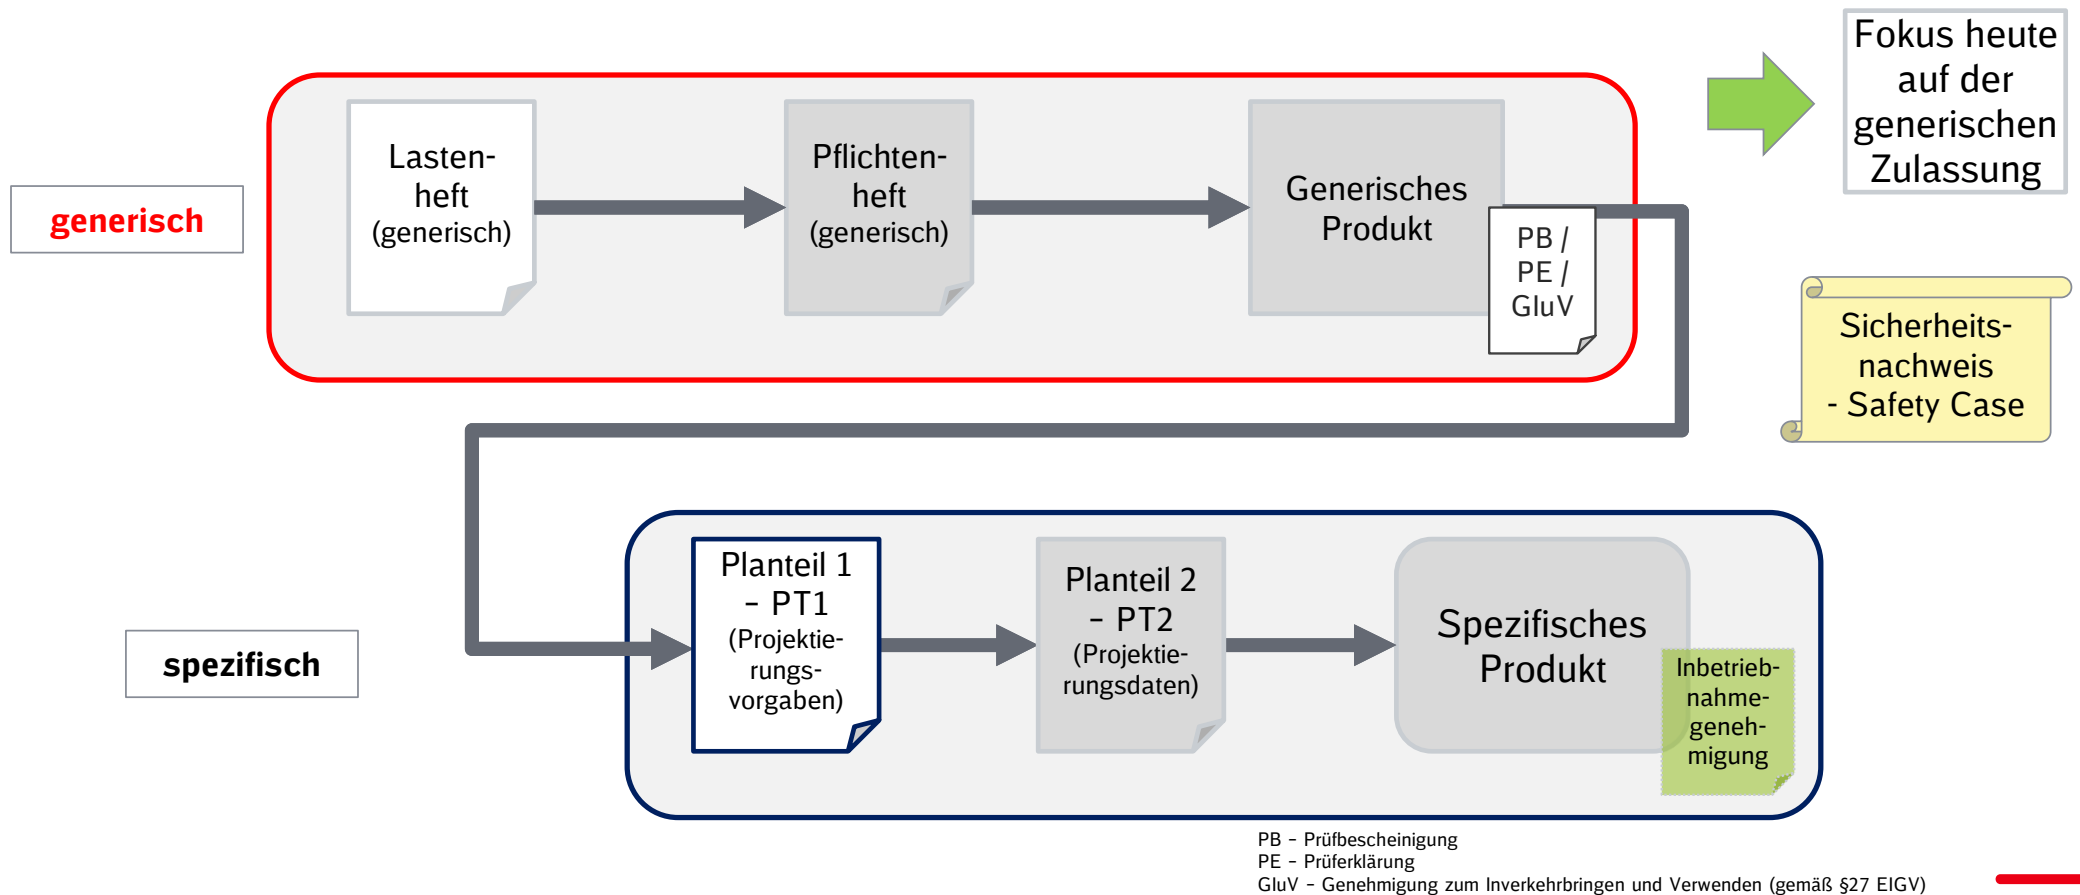 Fokus heute
auf der
generischen
Zulassung
generisch
Lasten-
heft
(generisch)
Pflichten-
heft
(generisch)
Generisches
Produkt
PB /
PE /
GluV
Sicherheits-
nachweis
- Safety Case
spezifisch
Planteil 1
– PT1
(Projektie-
rungs-
vorgaben)
Planteil 2
– PT2
(Projektie-
rungsdaten)
Spezifisches
Produkt
Inbetrieb-
nahme-
geneh-
migung
PB – Prüfbescheinigung
PE – Prüferklärung
GluV – Genehmigung zum Inverkehrbringen und Verwenden (gemäß §27 EIGV)